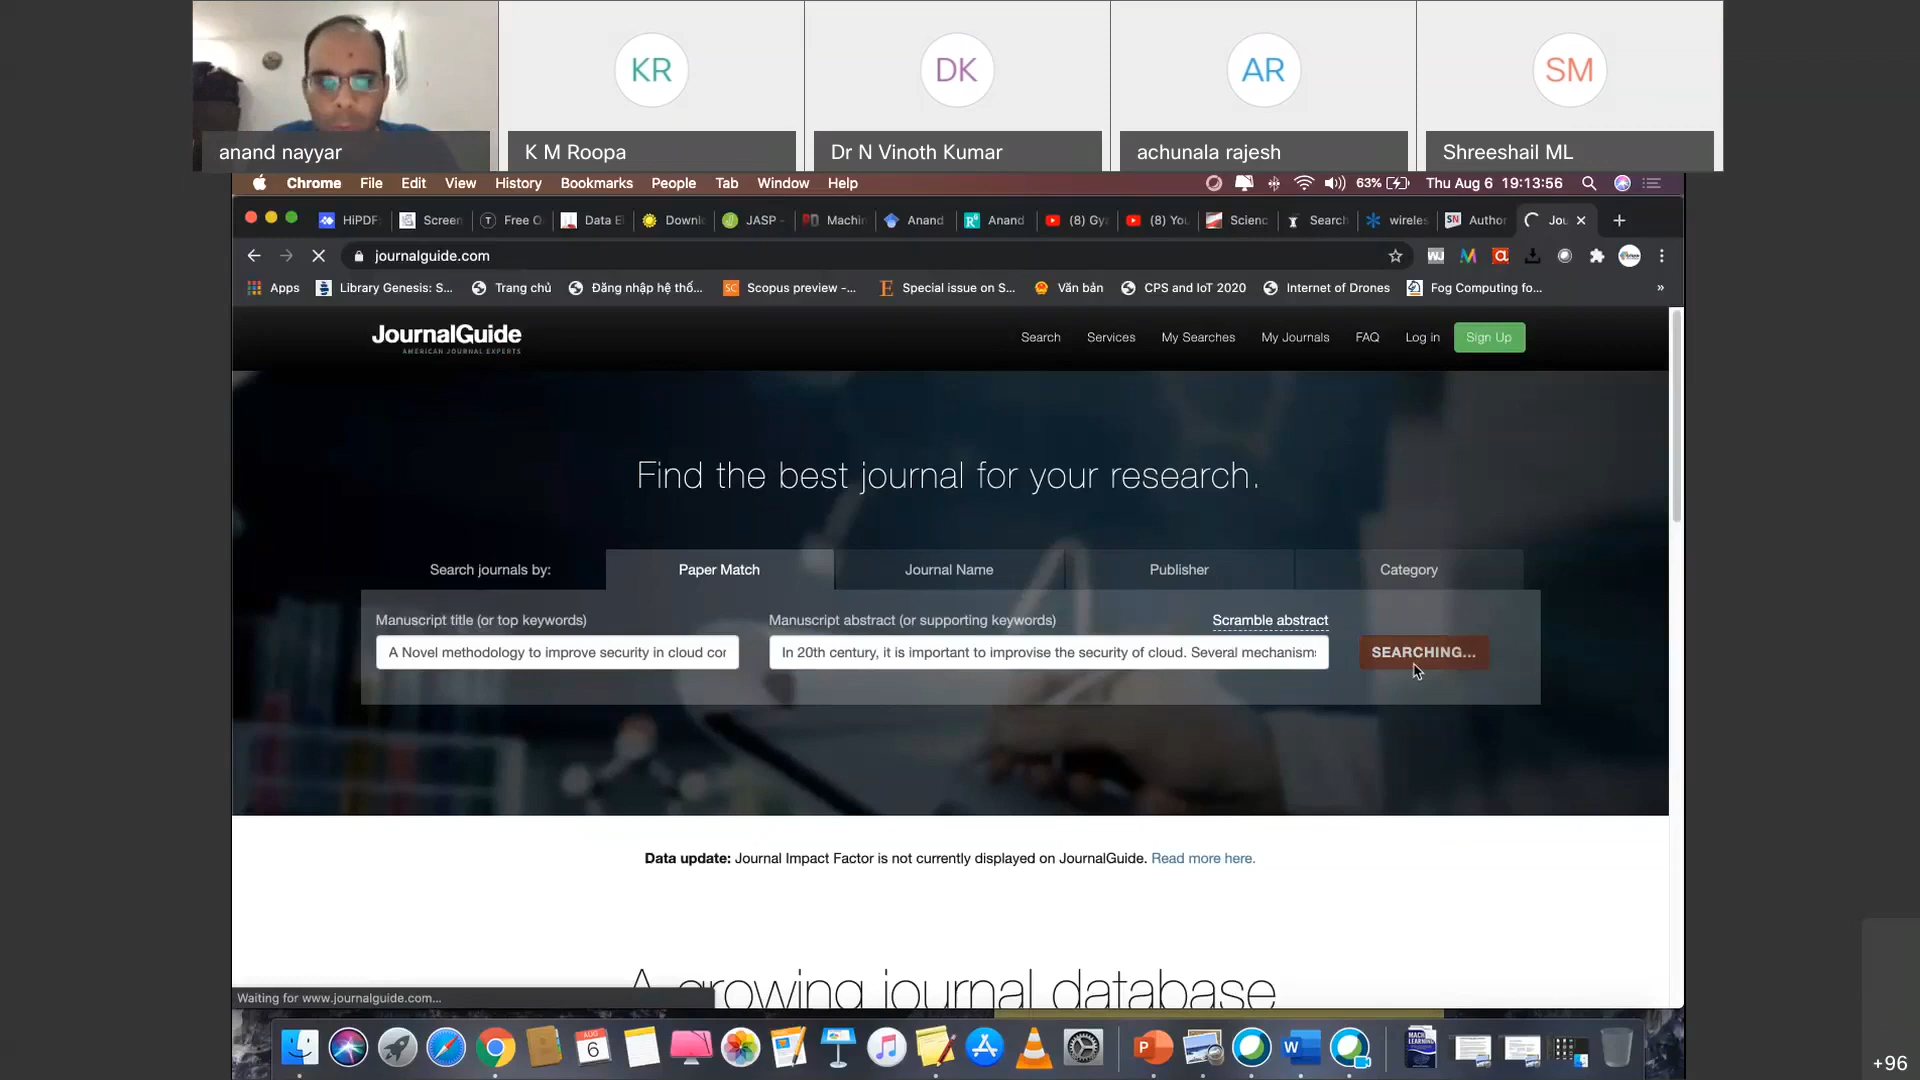 KR
DK
AR
SM
anand nayyar
K M Roopa
Dr N Vinoth Kumar
achunala rajesh
Shreeshail ML
Chrome File Edit View History Bookmarks People Tab Window Help
63% Thu Aug 6 19:13:56
HiPDF Screen Free O Data E Downlo JASP - Machin Anand Anand (8) Gy (8) You Scienc Search wireles Author Jou
journalguide.com
Apps Library Genesis: S... Trang chủ Đăng nhập hệ thố... Scopus preview -... Special issue on S... Văn bản CPS and IoT 2020 Internet of Drones Fog Computing fo... »
JournalGuide
AMERICAN JOURNAL EXPERTS
Search Services My Searches My Journals FAQ Log in Sign Up
Find the best journal for your research.
Search journals by: Paper Match Journal Name Publisher Category
Manuscript title (or top keywords) Manuscript abstract (or supporting keywords) Scramble abstract
A Novel methodology to improve security in cloud cor In 20th century, it is important to improvise the security of cloud. Several mechanisms SEARCHING...
Data update: Journal Impact Factor is not currently displayed on JournalGuide. Read more here.
A growing journal database
Waiting for www.journalguide.com...
AUG
6
+96